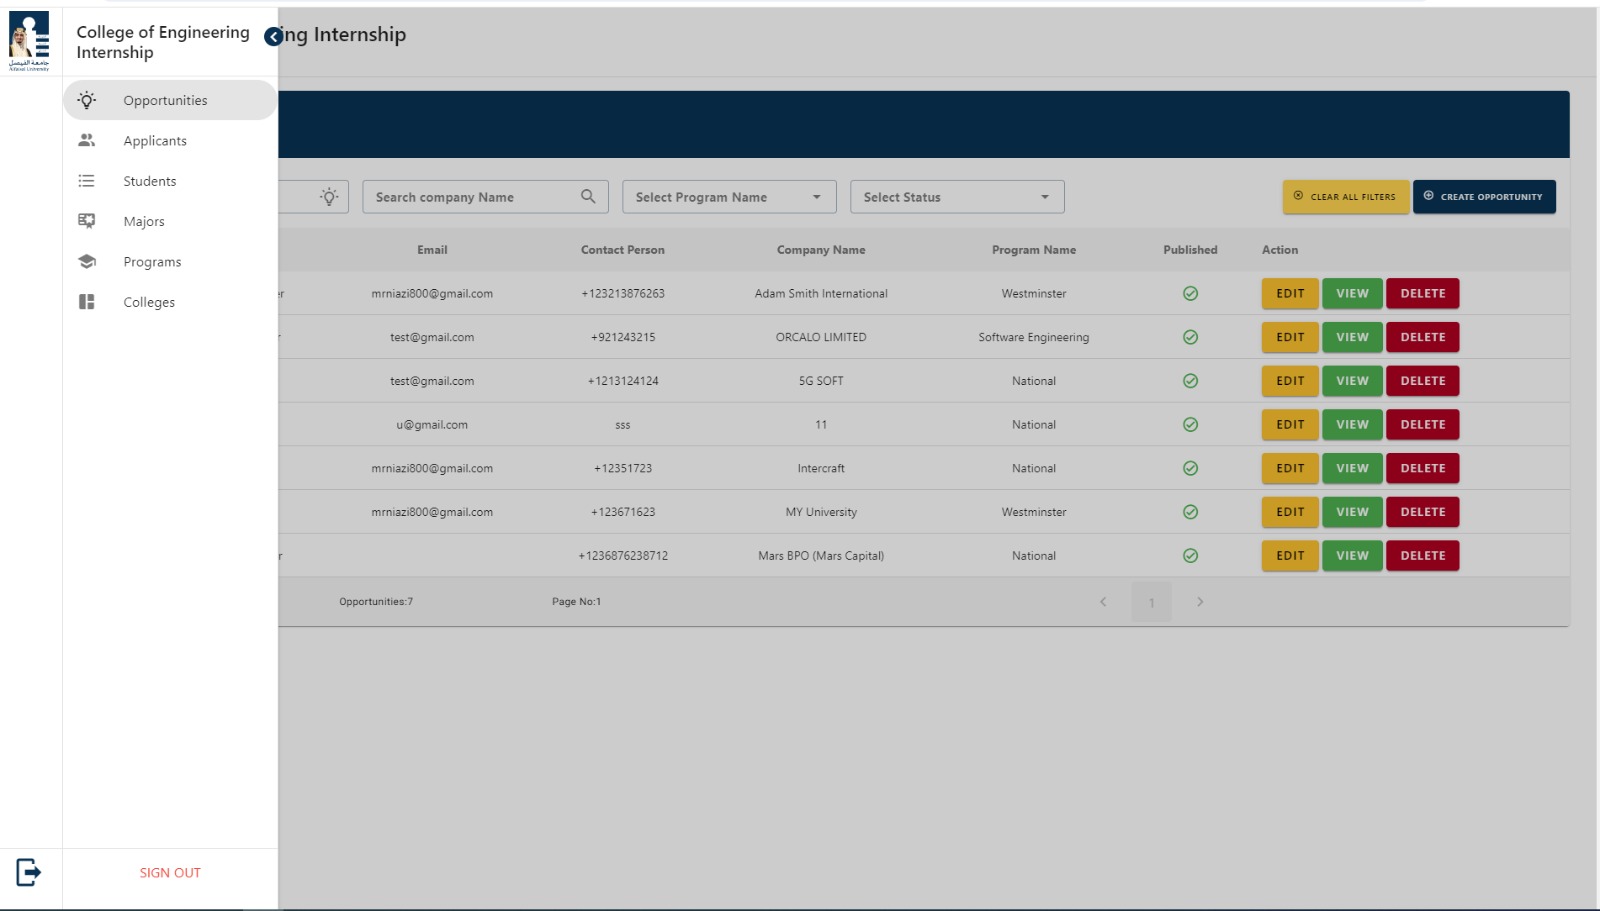 جامعة الفيصل
Alfaisal University
College of Engineering
Internship
ing Internship
Opportunities
Applicants
Students
Majors
Programs
Colleges
SIGN OUT
Search company Name
Select Program Name
Select Status
CLEAR ALL FILTERS
CREATE OPPORTUNITY
Email Contact Person Company Name Program Name Published Action
er mrniazi800@gmail.com +123213876263 Adam Smith International Westminster EDIT VIEW DELETE
r test@gmail.com +921243215 ORCALO LIMITED Software Engineering EDIT VIEW DELETE
test@gmail.com +1213124124 5G SOFT National EDIT VIEW DELETE
u@gmail.com sss 11 National EDIT VIEW DELETE
mrniazi800@gmail.com +12351723 Intercraft National EDIT VIEW DELETE
mrniazi800@gmail.com +123671623 MY University Westminster EDIT VIEW DELETE
r +1236876238712 Mars BPO (Mars Capital) National EDIT VIEW DELETE
Opportunities:7 Page No:1 1